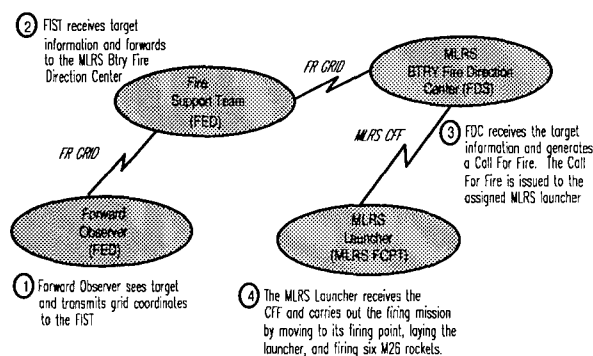 2 FIST receives target
information and forwards
to the MLRS Btry Fire
Direction Center
Fire
Support Team
(FED)
FR GRID
MLRS
BTRY Fire Direction
Center (FDS)
FR GRID
MLRS CFF
3 FDC receives the target
information and generates
a Call For Fire. The Call
For Fire is issued to the
assigned MLRS launcher
Forward
Observer
(FED)
MLRS
Launcher
(MLRS FCPT)
1 Forward Observer sees target
and transmits grid coordinates
to the FIST
4 The MLRS Launcher receives the
CFF and carries out the firing mission
by moving to its firing point, laying the
launcher, and firing six M26 rockets.